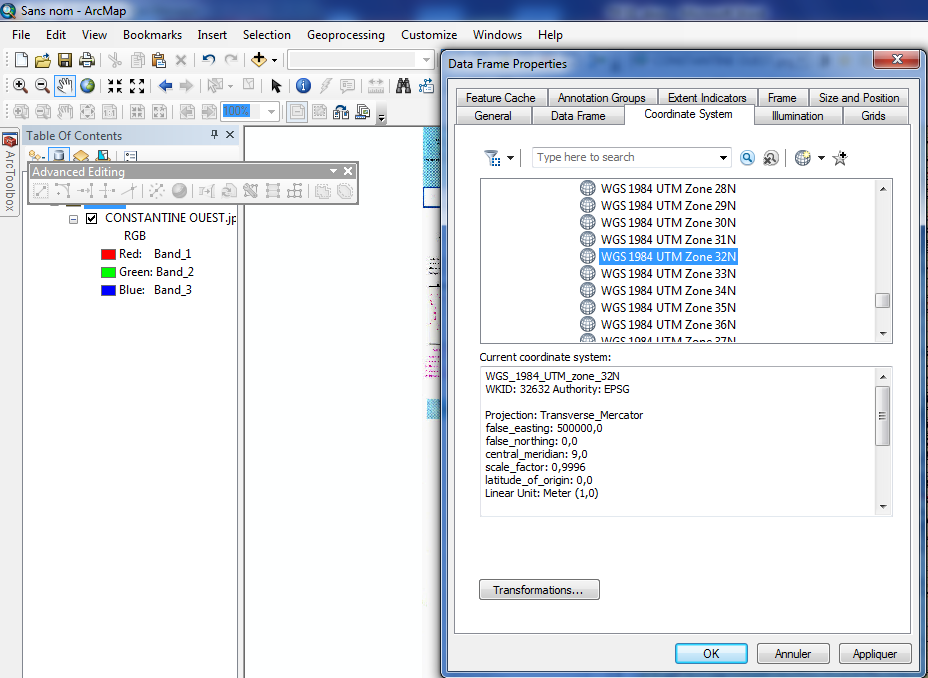 Sans nom - ArcMap
File Edit View Bookmarks Insert Selection Geoprocessing Customize Windows Help
100%
Table Of Contents
ArcToolbox
Advanced Editing
CONSTANTINE OUEST.jp
RGB
Red: Band_1
Green: Band_2
Blue: Band_3
Data Frame Properties
Feature Cache Annotation Groups Extent Indicators Frame Size and Position
General Data Frame Coordinate System Illumination Grids
Type here to search
WGS 1984 UTM Zone 28N
WGS 1984 UTM Zone 29N
WGS 1984 UTM Zone 30N
WGS 1984 UTM Zone 31N
WGS 1984 UTM Zone 32N
WGS 1984 UTM Zone 33N
WGS 1984 UTM Zone 34N
WGS 1984 UTM Zone 35N
WGS 1984 UTM Zone 36N
WGS 1984 UTM Zone 37N
Current coordinate system:
WGS_1984_UTM_zone_32N
WKID: 32632 Authority: EPSG
Projection: Transverse_Mercator
false_easting: 500000,0
false_northing: 0,0
central_meridian: 9,0
scale_factor: 0,9996
latitude_of_origin: 0,0
Linear Unit: Meter (1,0)
Transformations...
OK Annuler Appliquer